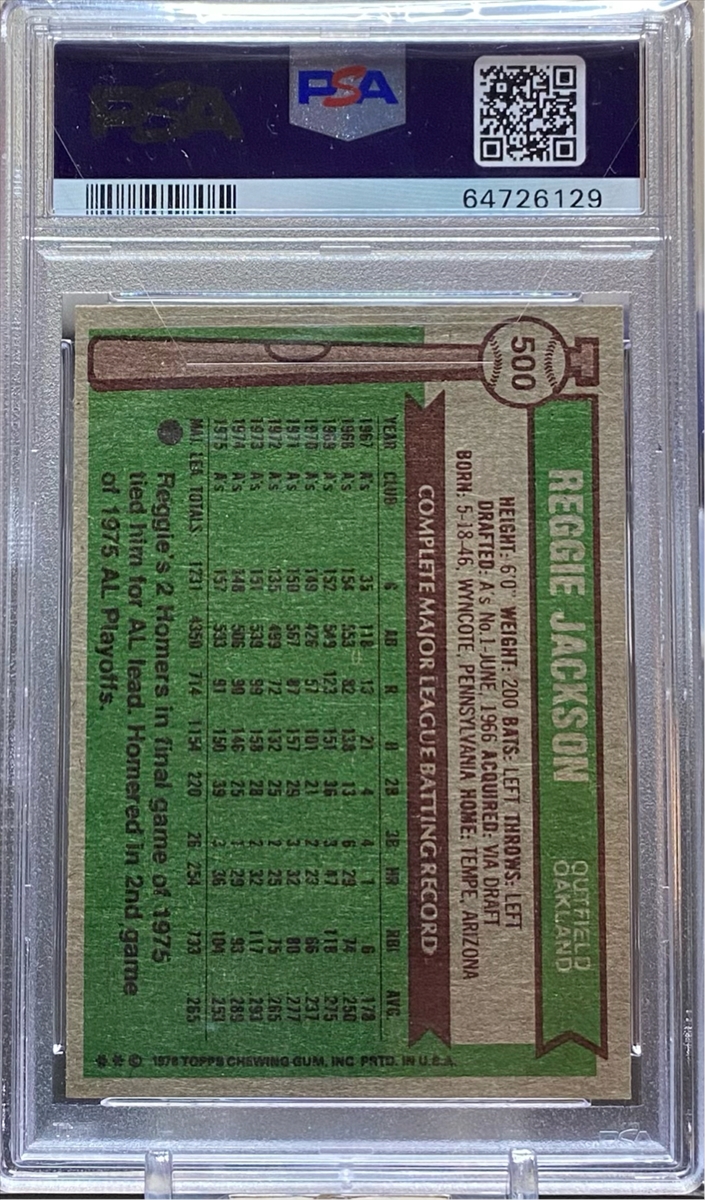 PSA
PSA
64726129
500
REGGIE JACKSON
OUTFIELD
OAKLAND
HEIGHT: 6'0" WEIGHT: 200 BATS: LEFT THROWS: LEFT
DRAFTED: A's No.1-JUNE, 1966 ACQUIRED: VIA DRAFT
BORN: 5-18-46, WYNCOTE, PENNSYLVANIA HOME: TEMPE, ARIZONA
COMPLETE MAJOR LEAGUE BATTING RECORD
YEAR CLUB G AB R H 2B 3B HR RBI AVG.
1967 A's 35 118 13 21 4 4 1 6 .178
1968 A's 154 553 82 138 13 6 29 74 .250
1969 A's 152 549 123 151 36 3 47 118 .275
1970 A's 149 426 57 101 21 2 23 66 .237
1971 A's 150 567 87 157 29 3 32 80 .277
1972 A's 135 499 72 132 25 2 25 75 .265
1973 A's 151 539 99 158 28 2 32 117 .293
1974 A's 148 506 90 146 25 1 29 93 .289
1975 A's 157 593 91 150 39 3 36 104 .253
MAJ. LEA. TOTALS 1231 4350 714 1154 220 26 254 733 .265
Reggie's 2 Homers in final game of 1975
tied him for AL lead. Homered in 2nd game
of 1975 AL Playoffs.
* * © 1976 TOPPS CHEWING GUM, INC. PRTD. IN U.S.A.
PSA